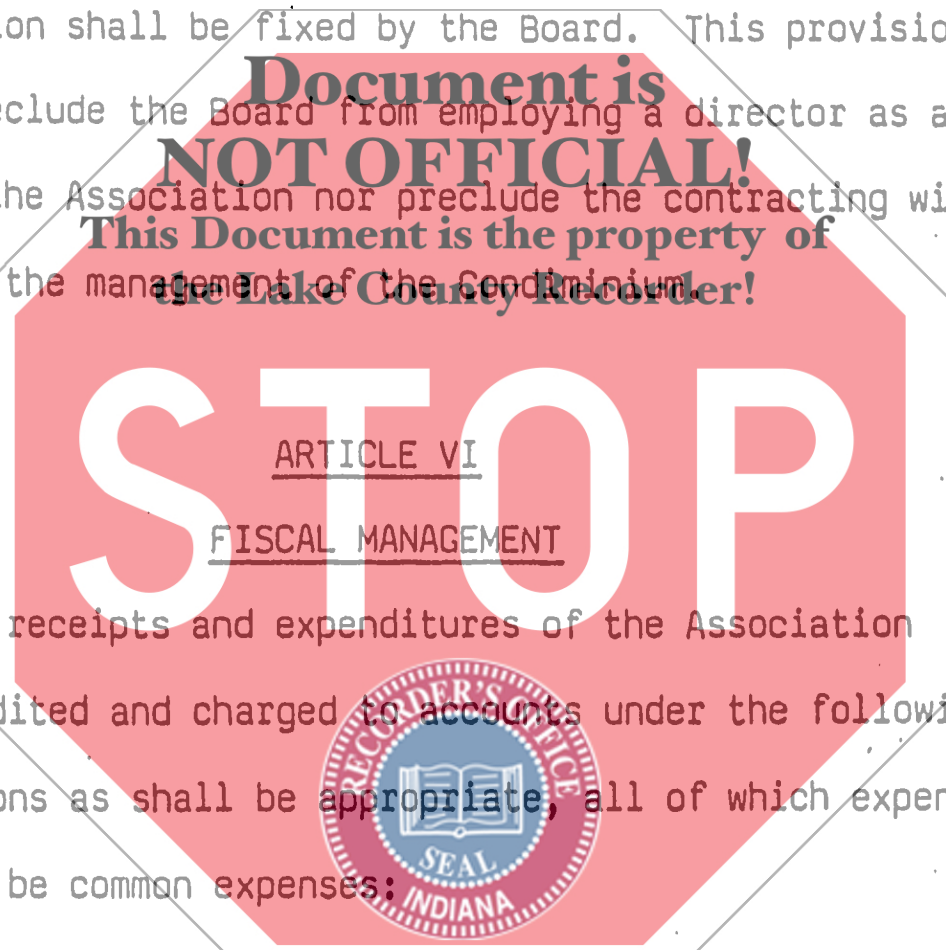 on shall be fixed by the Board. This provisio
Document is
clude the Board from employing a director as a
NOT OFFICIAL!
he Association nor preclude the contracting wi
This Document is the property of
the management of the Condiminium.
the Lake County Recorder!
STOP
ARTICLE VI
FISCAL MANAGEMENT
receipts and expenditures of the Association
dited and charged to accounts under the followi
RECORDER'S OFFICE
ons as shall be appropriate, all of which expen
SEAL
be common expenses:
INDIANA